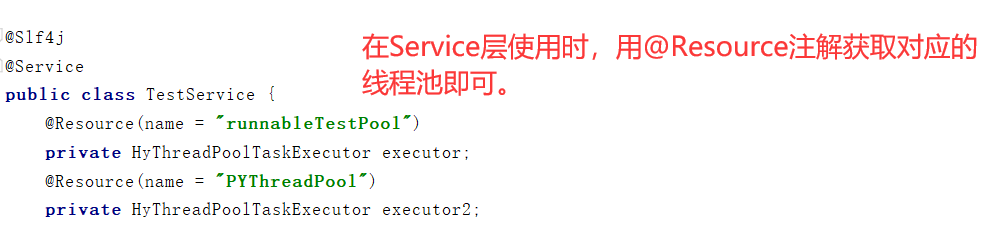 @Slf4j
@Service
public class TestService {
@Resource(name = "runnableTestPool")
private HyThreadPoolTaskExecutor executor;
@Resource(name = "PYThreadPool")
private HyThreadPoolTaskExecutor executor2;
在Service层使用时，用@Resource注解获取对应的
线程池即可。